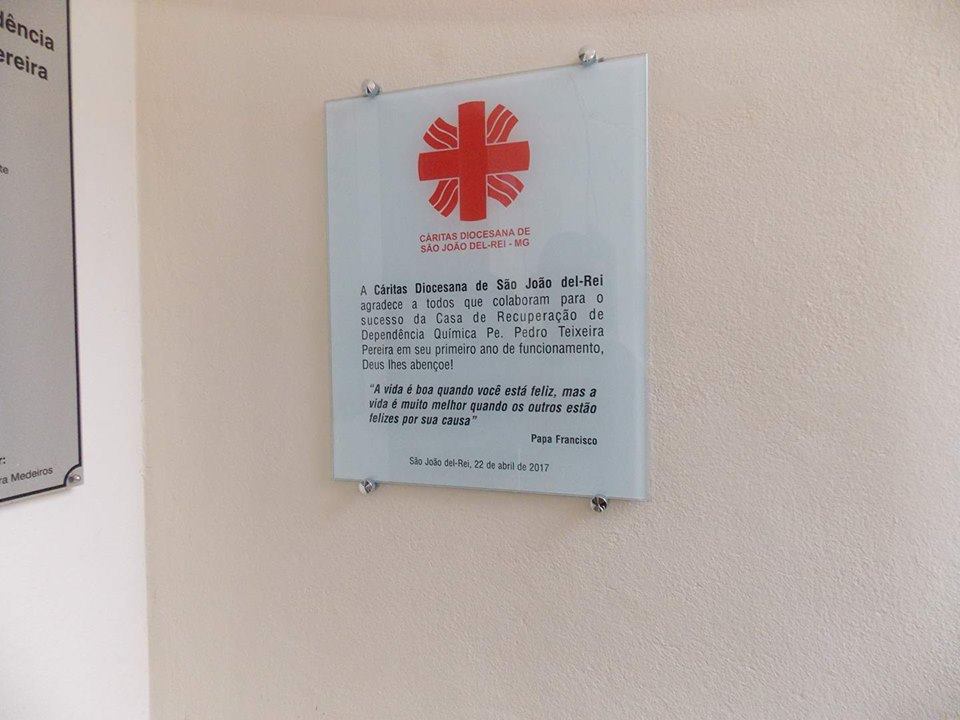 dência
ereira
te
r:
ra Medeiros
CÁRITAS DIOCESANA DE
SÃO JOÃO DEL-REI - MG
A Cáritas Diocesana de São João del-Rei
agradece a todos que colaboram para o
sucesso da Casa de Recuperação de
Dependência Química Pe. Pedro Teixeira
Pereira em seu primeiro ano de funcionamento,
Deus lhes abençoe!
“A vida é boa quando você está feliz, mas a
vida é muito melhor quando os outros estão
felizes por sua causa”
Papa Francisco
São João del-Rei, 22 de abril de 2017